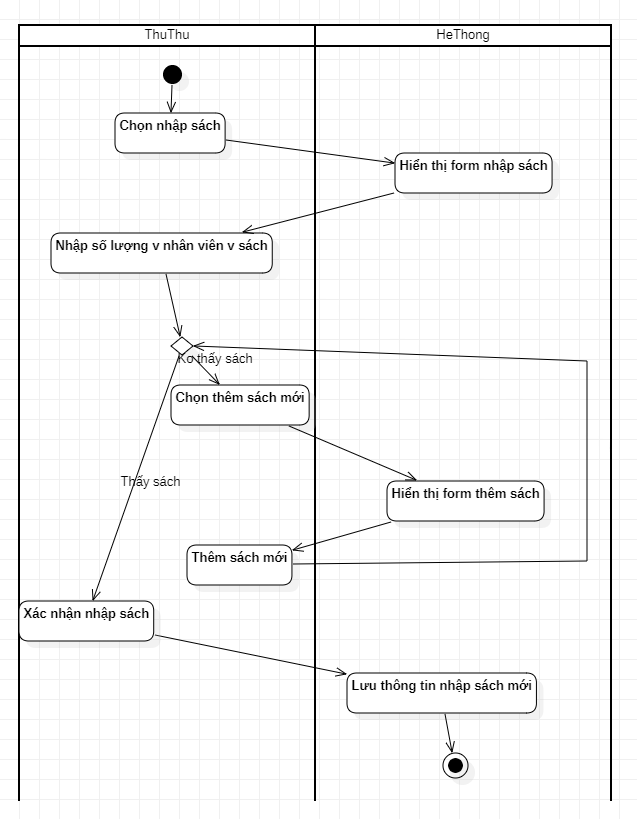 ThuThu
HeThong
Chọn nhập sách
Hiển thị form nhập sách
Nhập số lượng v nhân viên v sách
Ko thấy sách
Chọn thêm sách mới
Thấy sách
Hiển thị form thêm sách
Thêm sách mới
Xác nhận nhập sách
Lưu thông tin nhập sách mới